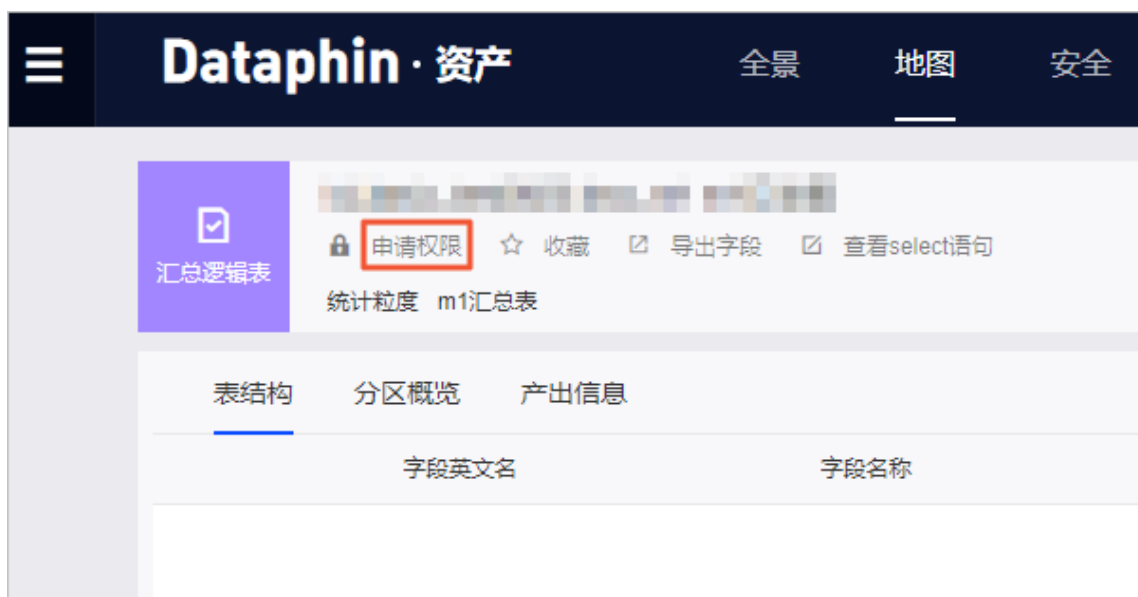 Dataphin · 资产 全景 地图 安全
汇总逻辑表
申请权限 收藏 导出字段 查看select语句
统计粒度 m1汇总表
表结构 分区概览 产出信息
字段英文名 字段名称